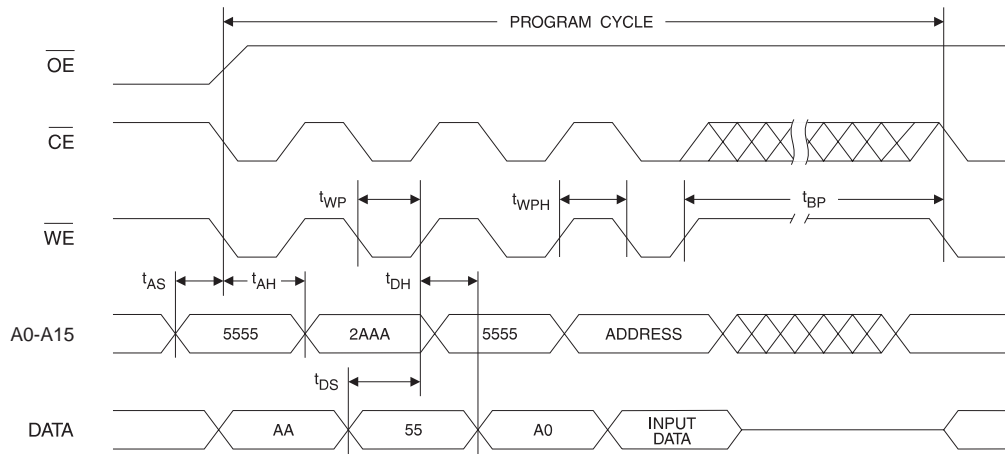 PROGRAM CYCLE
OE
CE
tWP
tWPH
tBP
WE
tAS
tAH
tDH
A0-A15
5555
2AAA
5555
ADDRESS
tDS
DATA
AA
55
A0
INPUT
DATA